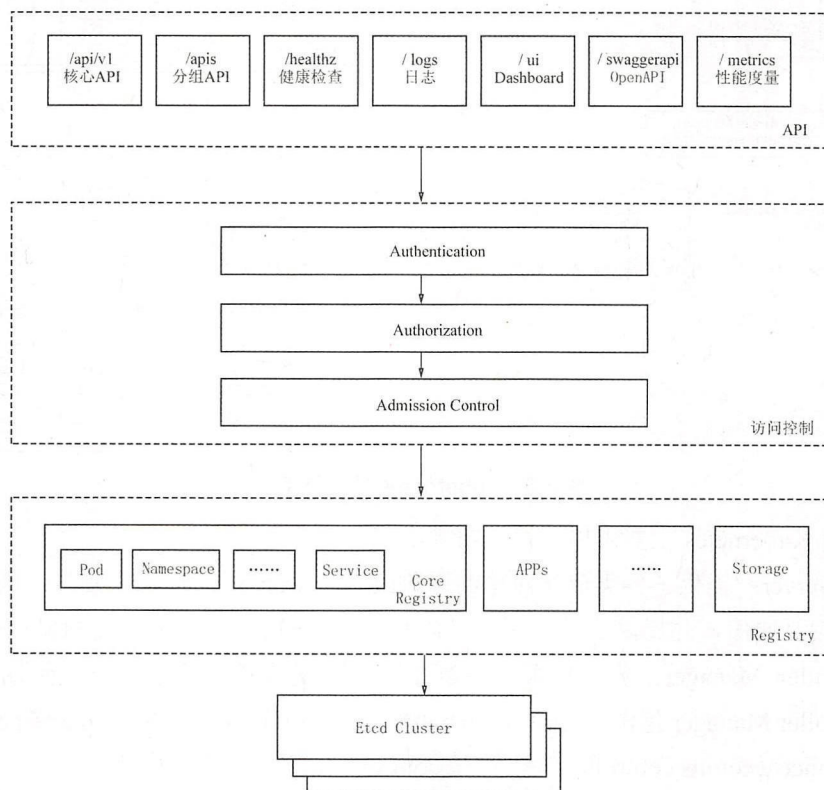 /api/v1
核心API
/apis
分组API
/healthz
健康检查
/ logs
日志
/ ui
Dashboard
/ swaggerapi
OpenAPI
/ metrics
性能度量
API
Authentication
Authorization
Admission Control
访问控制
Pod
Namespace
……
Service
Core
Registry
APPs
……
Storage
Registry
Etcd Cluster